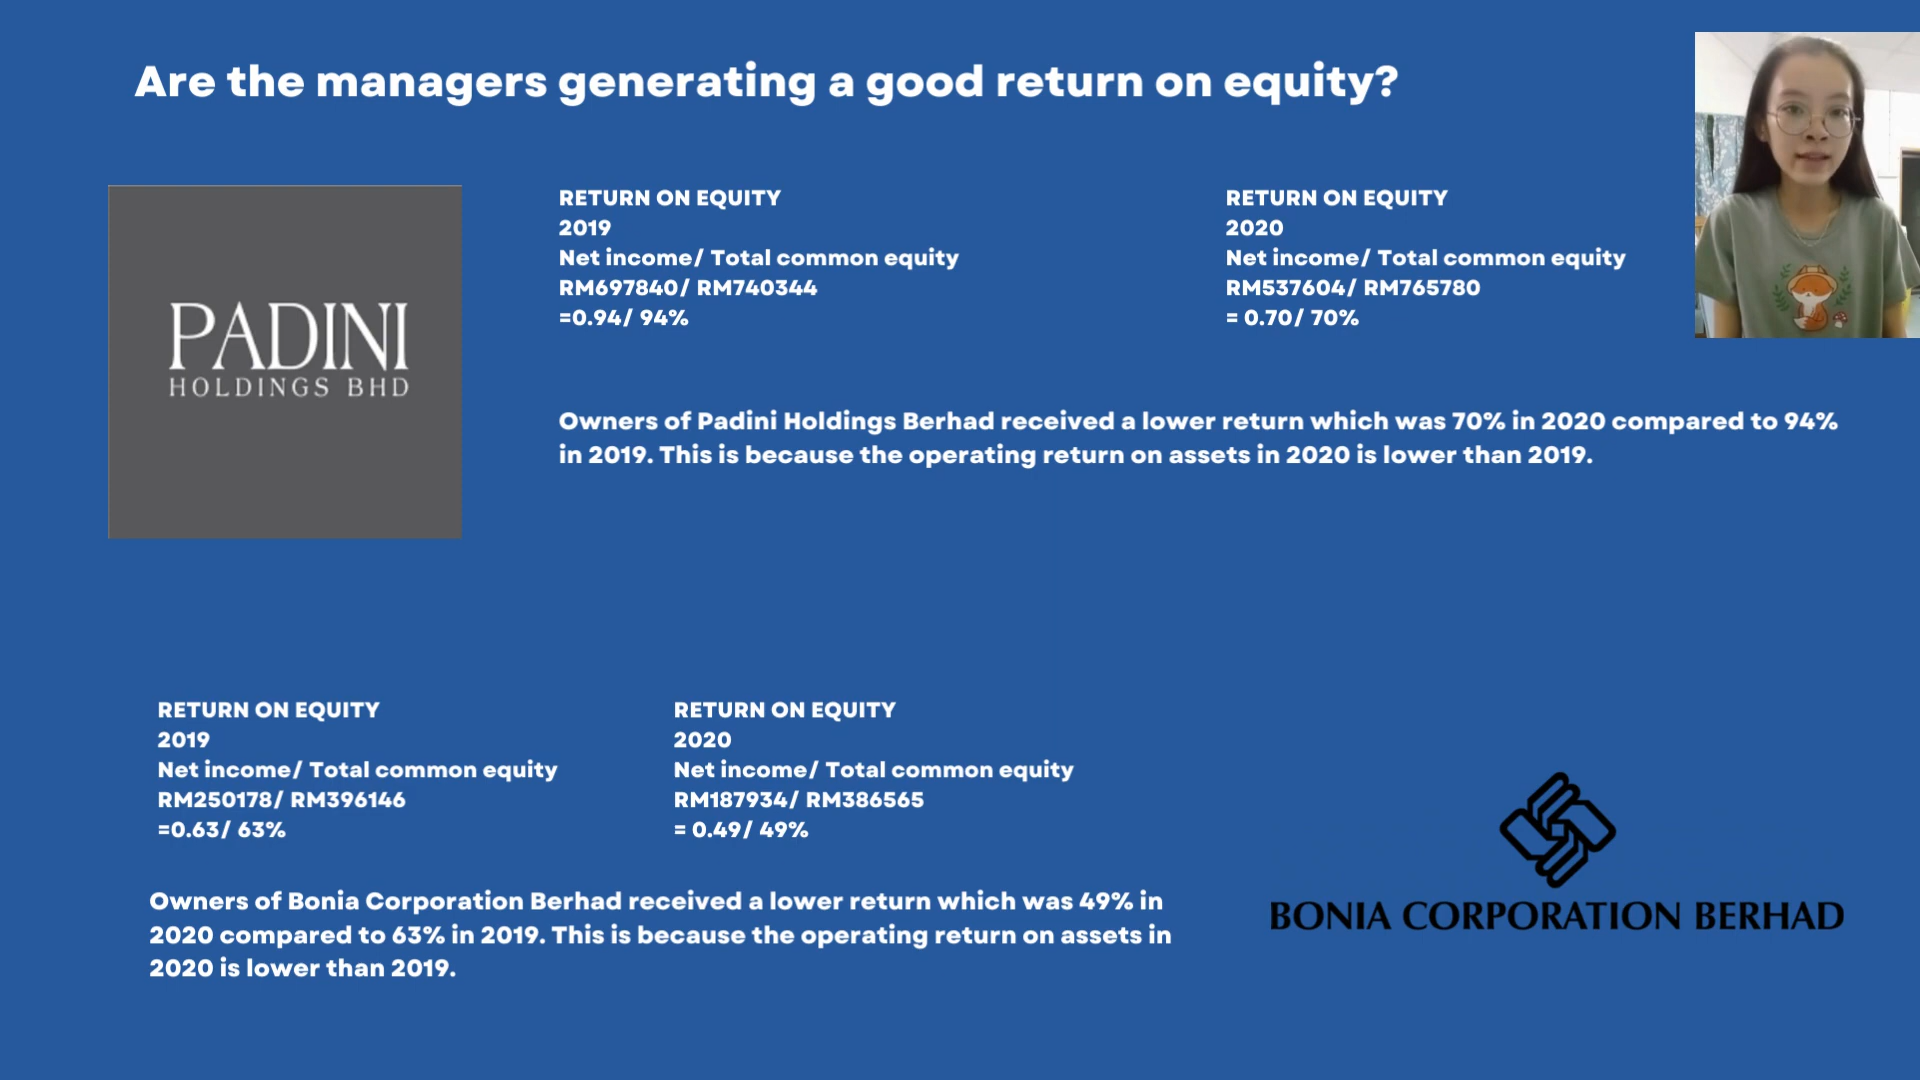 Are the managers generating a good return on equity?
PADINI
HOLDINGS BHD
RETURN ON EQUITY
2019
Net income/ Total common equity
RM697840/ RM740344
=0.94/ 94%
RETURN ON EQUITY
2020
Net income/ Total common equity
RM537604/ RM765780
= 0.70/ 70%
Owners of Padini Holdings Berhad received a lower return which was 70% in 2020 compared to 94%
in 2019. This is because the operating return on assets in 2020 is lower than 2019.
RETURN ON EQUITY
2019
Net income/ Total common equity
RM250178/ RM396146
=0.63/ 63%
RETURN ON EQUITY
2020
Net income/ Total common equity
RM187934/ RM386565
= 0.49/ 49%
Owners of Bonia Corporation Berhad received a lower return which was 49% in
2020 compared to 63% in 2019. This is because the operating return on assets in
2020 is lower than 2019.
BONIA CORPORATION BERHAD